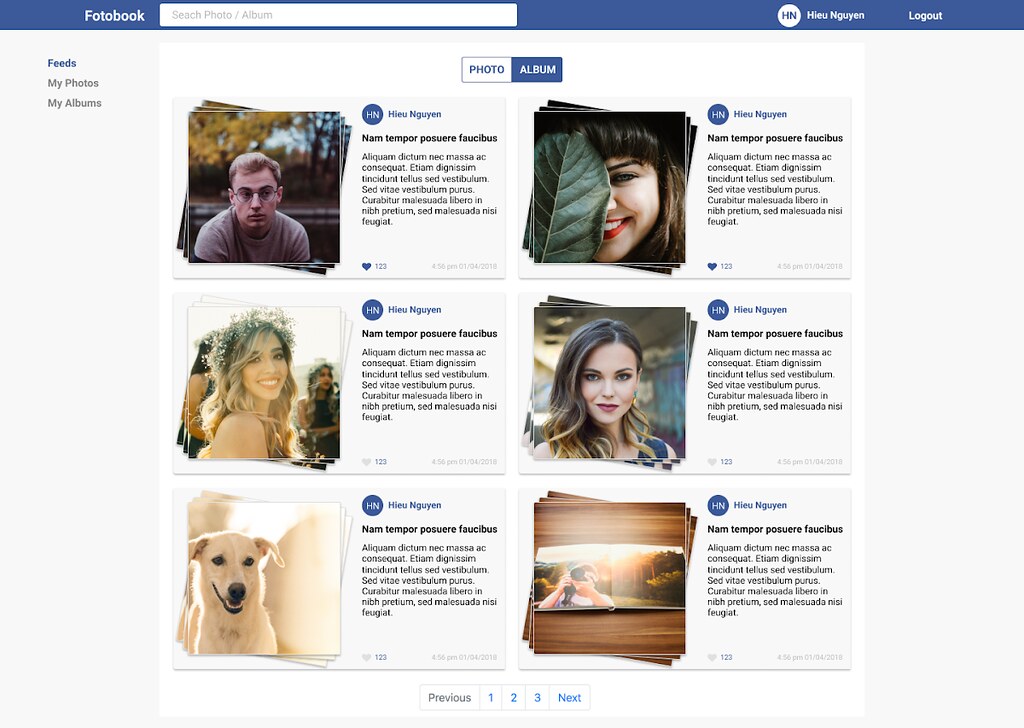 Fotobook
Seach Photo / Album
HN Hieu Nguyen
Logout
Feeds
My Photos
My Albums
PHOTO ALBUM
HN Hieu Nguyen
Nam tempor posuere faucibus
Aliquam dictum nec massa ac
consequat. Etiam dignissim
tincidunt tellus sed vestibulum.
Sed vitae vestibulum purus.
Curabitur malesuada libero in
nibh pretium, sed malesuada nisi
feugiat.
123 4:56 pm 01/04/2018
HN Hieu Nguyen
Nam tempor posuere faucibus
Aliquam dictum nec massa ac
consequat. Etiam dignissim
tincidunt tellus sed vestibulum.
Sed vitae vestibulum purus.
Curabitur malesuada libero in
nibh pretium, sed malesuada nisi
feugiat.
123 4:56 pm 01/04/2018
HN Hieu Nguyen
Nam tempor posuere faucibus
Aliquam dictum nec massa ac
consequat. Etiam dignissim
tincidunt tellus sed vestibulum.
Sed vitae vestibulum purus.
Curabitur malesuada libero in
nibh pretium, sed malesuada nisi
feugiat.
123 4:56 pm 01/04/2018
HN Hieu Nguyen
Nam tempor posuere faucibus
Aliquam dictum nec massa ac
consequat. Etiam dignissim
tincidunt tellus sed vestibulum.
Sed vitae vestibulum purus.
Curabitur malesuada libero in
nibh pretium, sed malesuada nisi
feugiat.
123 4:56 pm 01/04/2018
HN Hieu Nguyen
Nam tempor posuere faucibus
Aliquam dictum nec massa ac
consequat. Etiam dignissim
tincidunt tellus sed vestibulum.
Sed vitae vestibulum purus.
Curabitur malesuada libero in
nibh pretium, sed malesuada nisi
feugiat.
123 4:56 pm 01/04/2018
HN Hieu Nguyen
Nam tempor posuere faucibus
Aliquam dictum nec massa ac
consequat. Etiam dignissim
tincidunt tellus sed vestibulum.
Sed vitae vestibulum purus.
Curabitur malesuada libero in
nibh pretium, sed malesuada nisi
feugiat.
123 4:56 pm 01/04/2018
Previous 1 2 3 Next